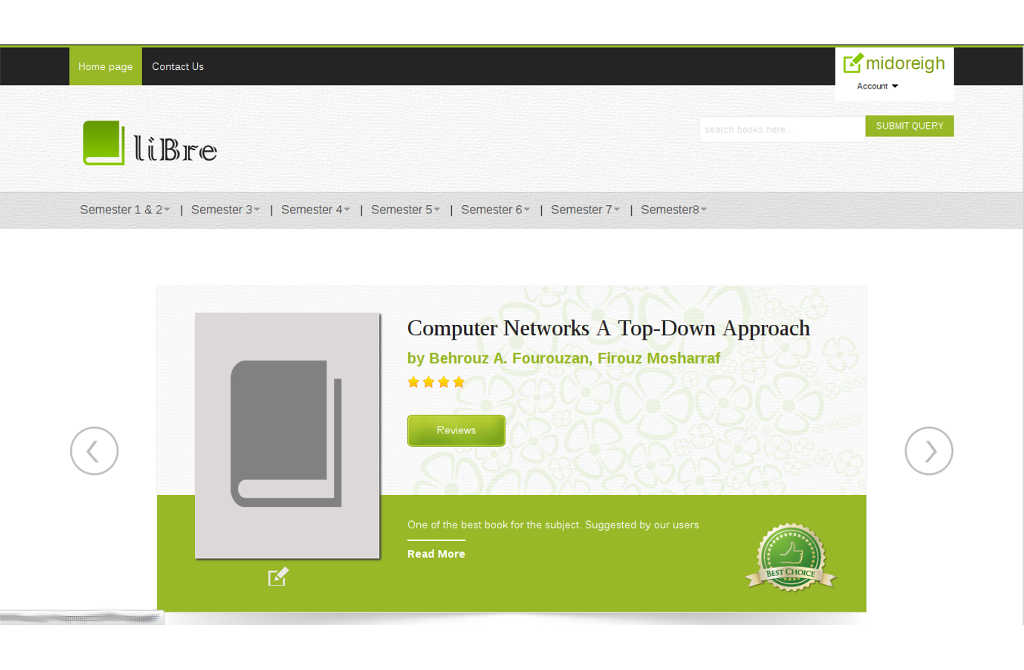 Home page
Contact Us
midoreigh
Account
liBre
search books here...
SUBMIT QUERY
Semester 1 & 2 | Semester 3 | Semester 4 | Semester 5 | Semester 6 | Semester 7 | Semester8
Computer Networks A Top-Down Approach
by Behrouz A. Fourouzan, Firouz Mosharraf
Reviews
One of the best book for the subject. Suggested by our users
Read More
BEST CHOICE